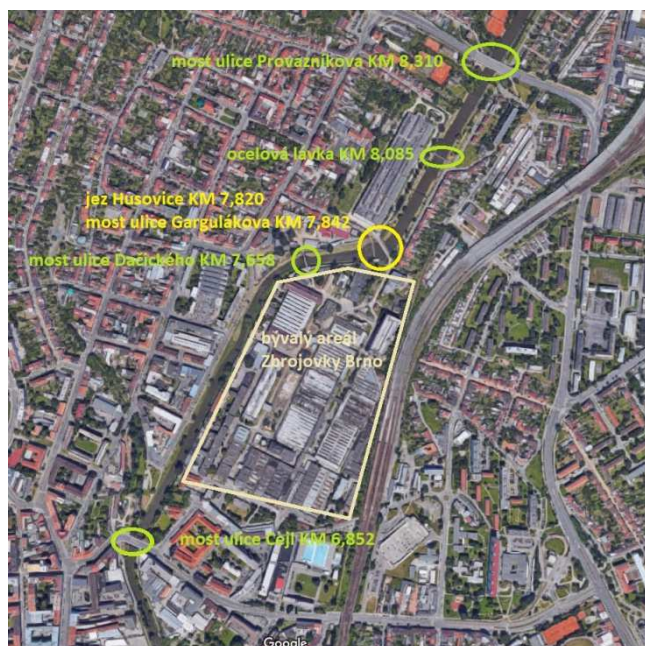 most ulice Provazníkova KM 8,310
ocelová lávka KM 8,085
jez Husovice KM 7,820
most ulice Gargulákova KM 7,842
most ulice Dačického KM 7,658
bývalý areál
Zbrojovky Brno
most ulice Cejl KM 6,852
Google